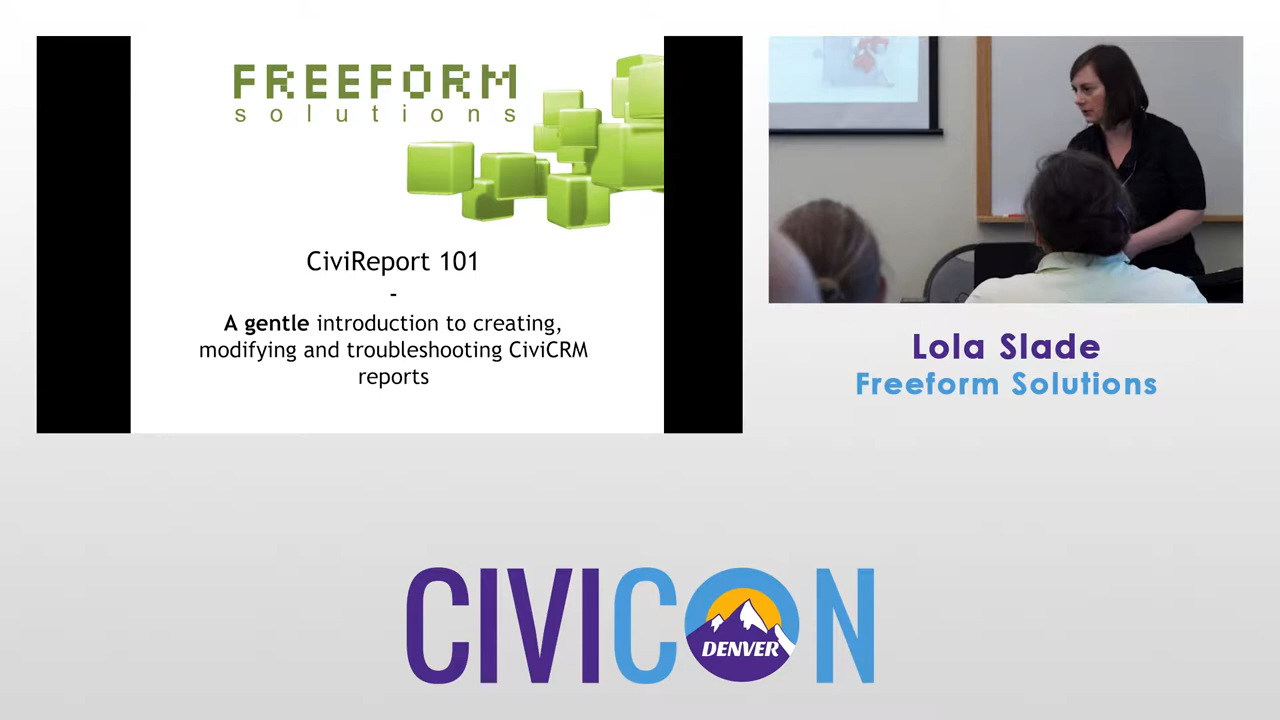 FREEFORM
solutions
CiviReport 101
-
A gentle introduction to creating,
modifying and troubleshooting CiviCRM
reports
Lola Slade
Freeform Solutions
CIVICON
DENVER